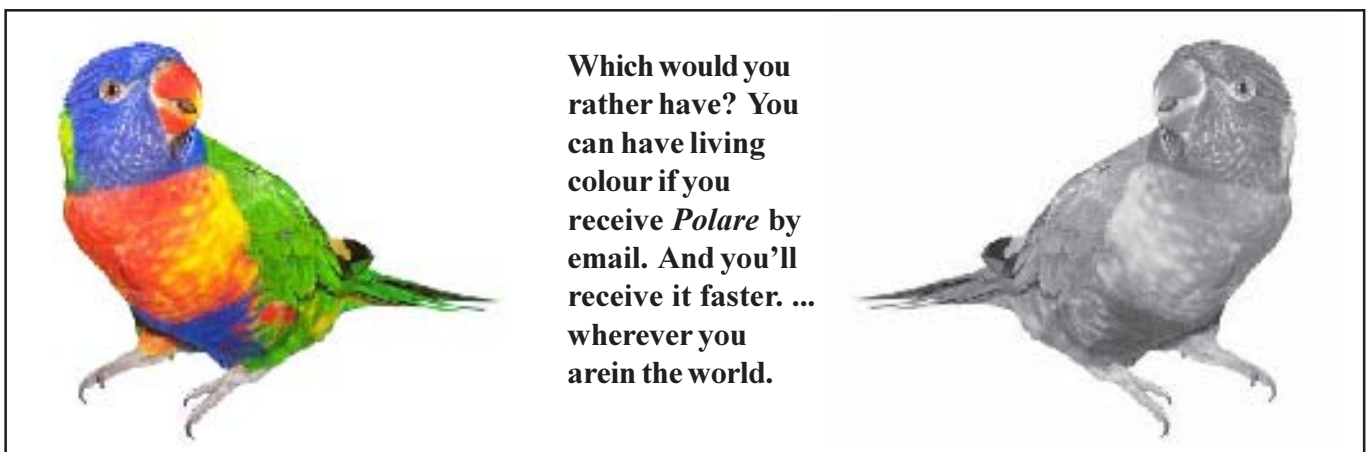 Which would you
rather have? You
can have living
colour if you
receive Polare by
email. And you’ll
receive it faster. ...
wherever you
arein the world.